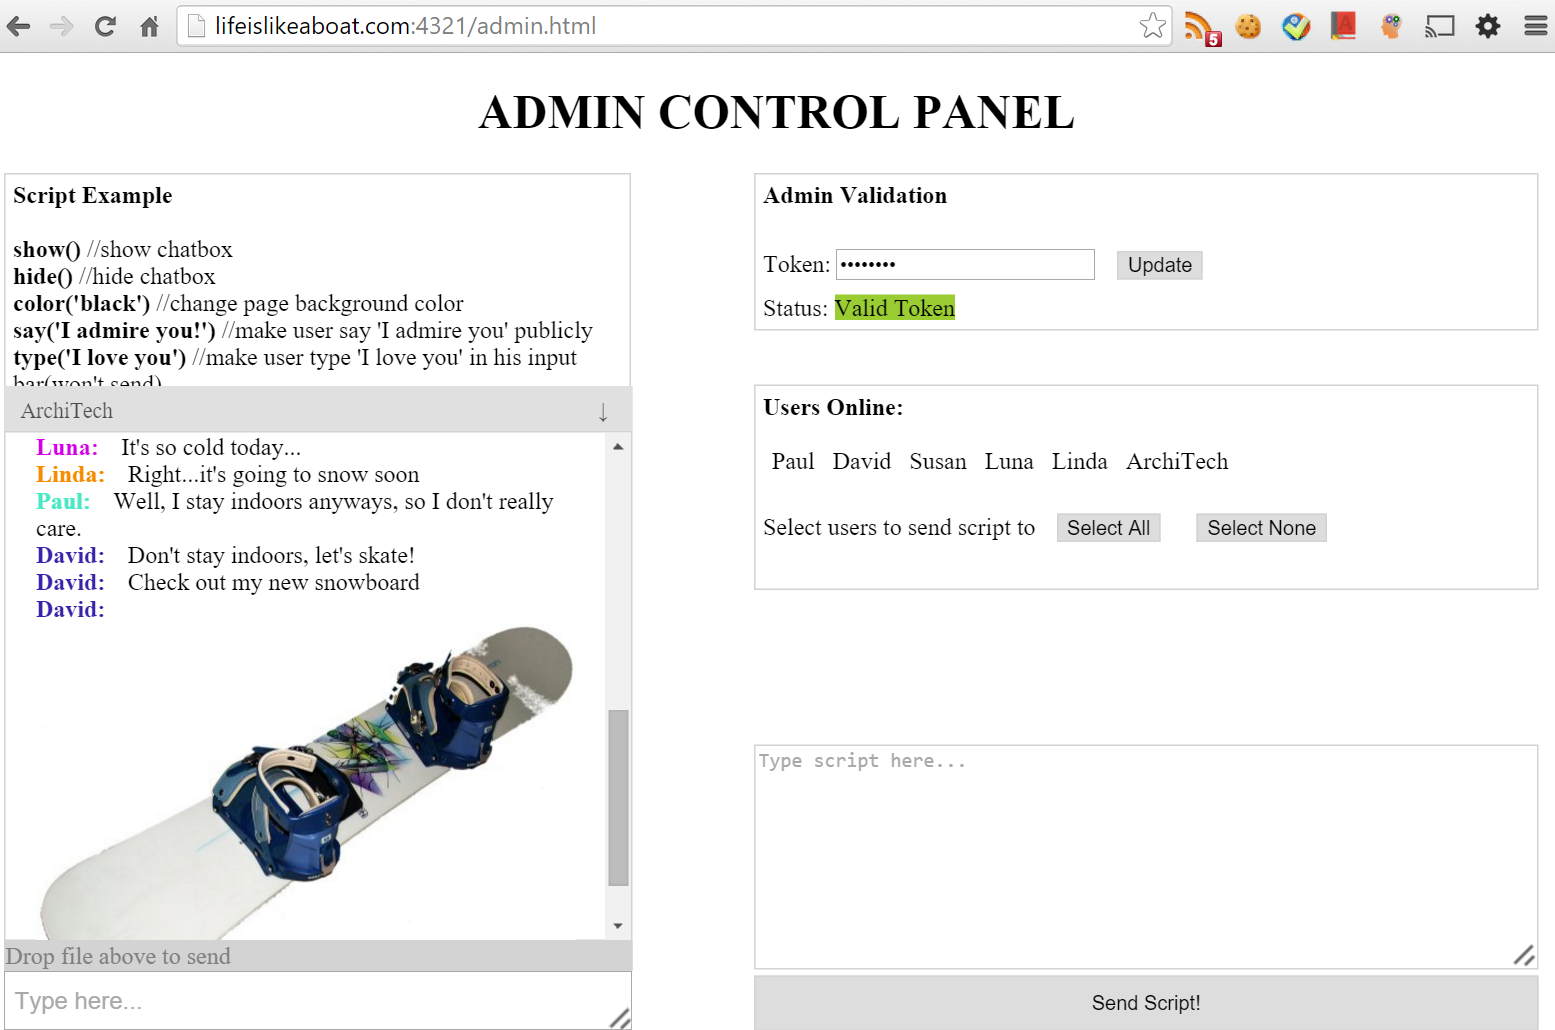 lifeislikeaboat.com:4321/admin.html
5
ADMIN CONTROL PANEL
Script Example
show() //show chatbox
hide() //hide chatbox
color('black') //change page background color
say('I admire you!') //make user say 'I admire you' publicly
type('I love you') //make user type 'I love you' in his input
bar(won't send)
ArchiTech ↓
Luna: It's so cold today...
Linda: Right...it's going to snow soon
Paul: Well, I stay indoors anyways, so I don't really
care.
David: Don't stay indoors, let's skate!
David: Check out my new snowboard
David:
Drop file above to send
Type here...
Admin Validation
Token: •••••••• Update
Status: Valid Token
Users Online:
Paul David Susan Luna Linda ArchiTech
Select users to send script to Select All Select None
Type script here...
Send Script!